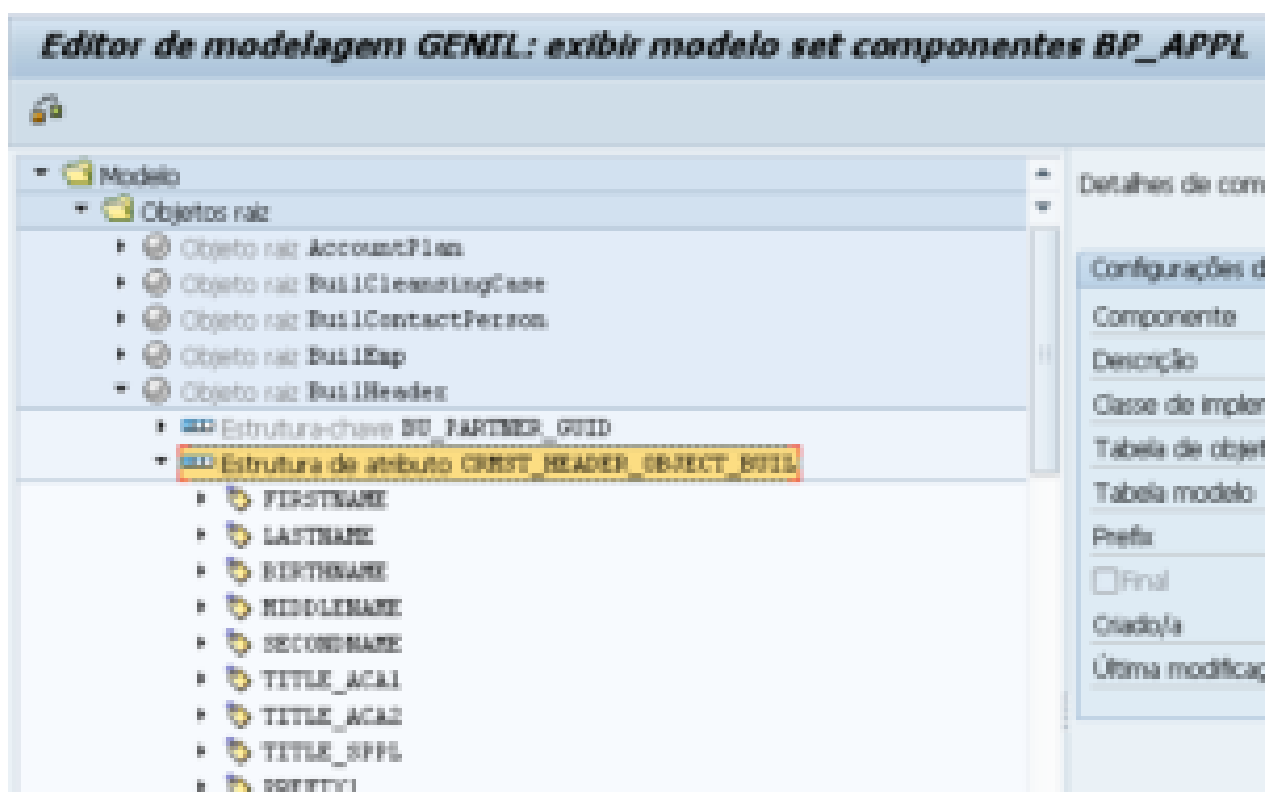 Editor de modelagem GENIL: exibir modelo set componentes BP_APPL
Modelo
Objetos raiz
Objeto raiz AccountPlan
Objeto raiz BuilCleansingCase
Objeto raiz BuilContactPerson
Objeto raiz BuilEmp
Objeto raiz BuilHeader
Estrutura-chave BU_PARTNER_GUID
Estrutura de atributo CRMST_HEADER_OBJECT_BUIL
FIRSTNAME
LASTNAME
BIRTHNAME
MIDDLENAME
SECONDNAME
TITLE_ACA1
TITLE_ACA2
TITLE_SPPL
PREFIX1
Detalhes de com
Configurações d
Componente
Descrição
Classe de implem
Tabela de objet
Tabela modelo
Prefix
Final
Criado/a
Última modificaç